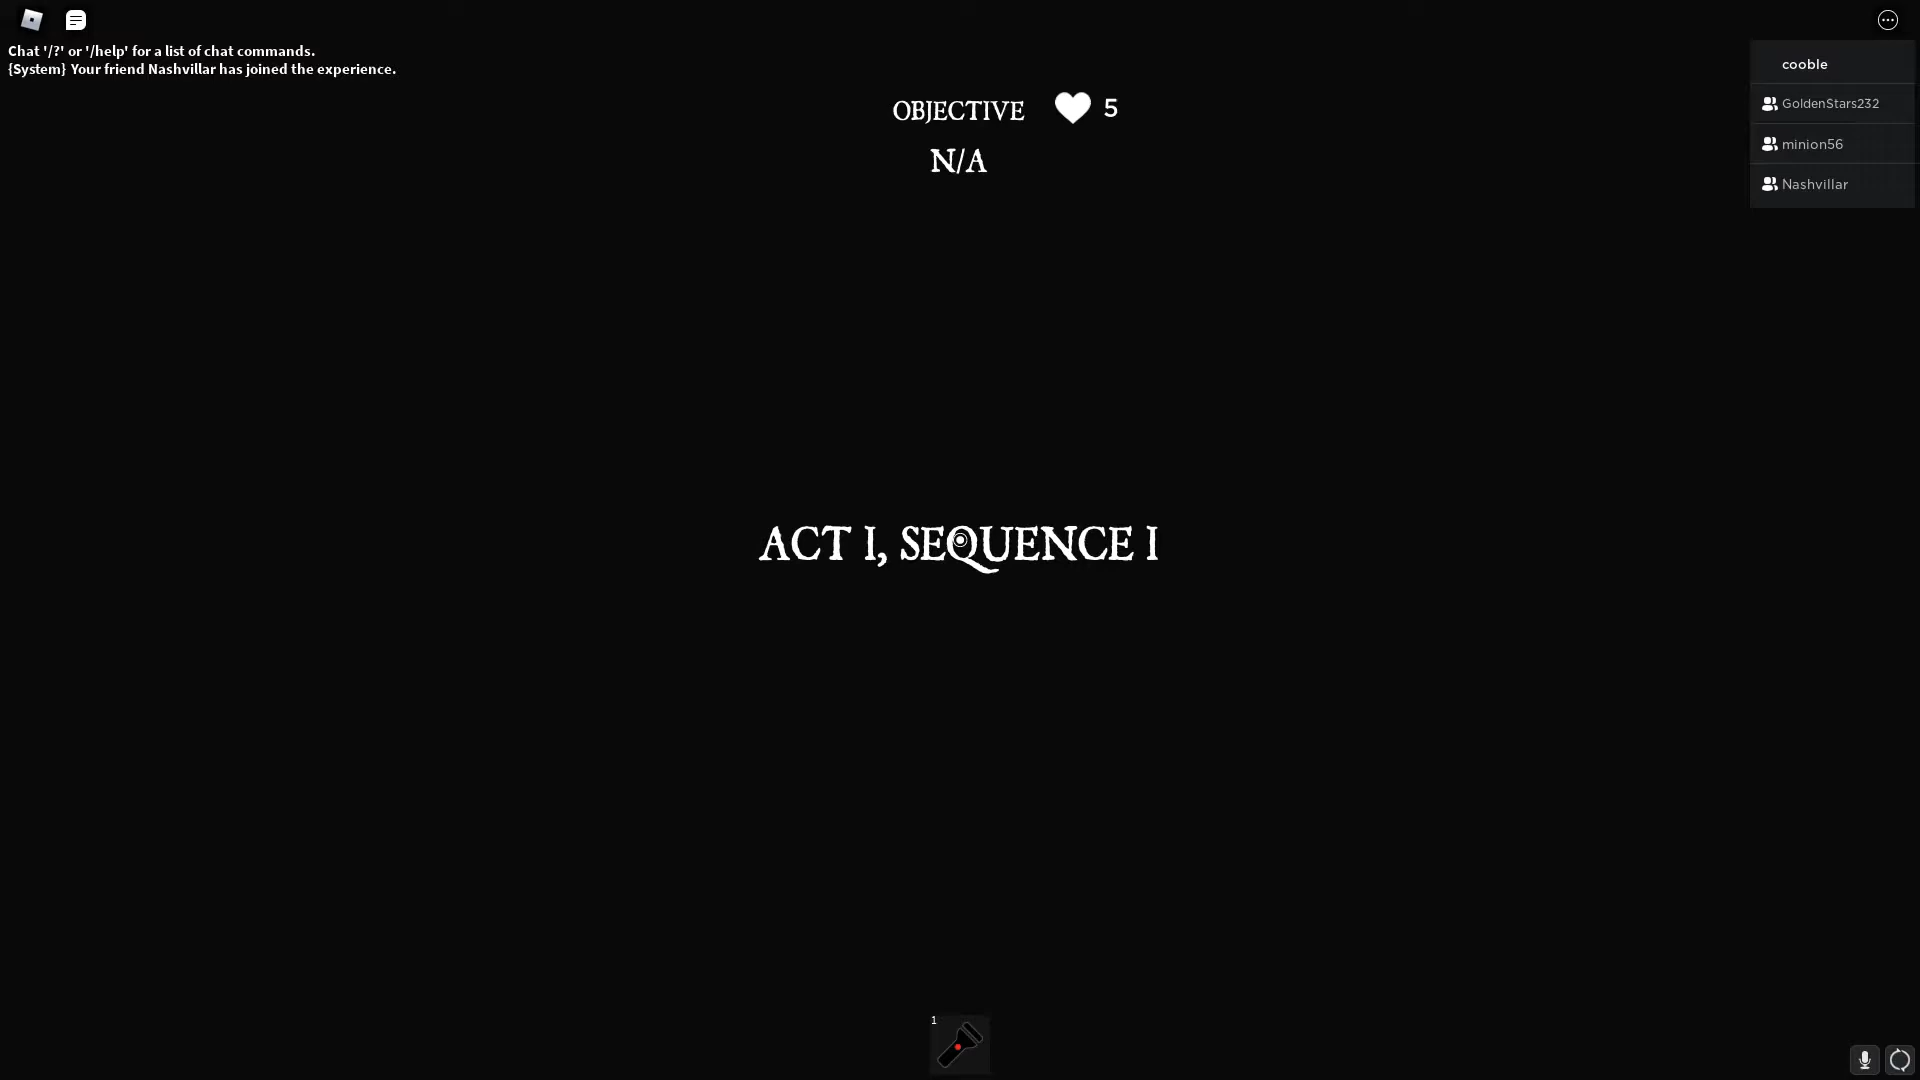 Chat '/?' or '/help' for a list of chat commands.
{System} Your friend Nashvillar has joined the experience.
cooble
GoldenStars232
minion56
Nashvillar
OBJECTIVE 5
N/A
ACT I, SEQUENCE I
1